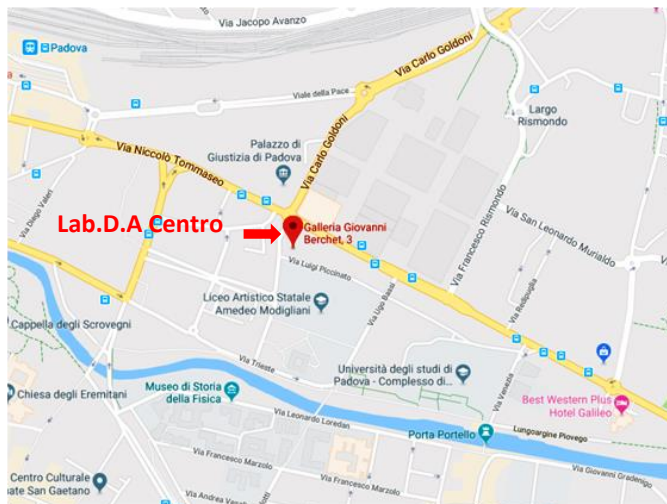 Via Jacopo Avanzo
Padova
Via Carlo Goldoni
Viale della Pace
Largo
Rismondo
Palazzo di
Giustizia di Padova
Via Niccolò Tommaseo
Via Carlo Goldoni
Via Diego Valeri
Via Francesco Rismondo
Via San Leonardo Murialdo
Lab.D.A Centro
Galleria Giovanni
Berchet, 3
Via Luigi Piccinato
Via Ugo Bassi
Via Redipuglia
Liceo Artistico Statale
Amedeo Modigliani
Cappella degli Scrovegni
Via Trieste
Università degli studi di
Padova - Complesso di...
Via Venezia
Chiesa degli Eremitani
Museo di Storia
della Fisica
Best Western Plus
Hotel Galileo
Via Leonardo Loredan
Porta Portello
Lungoargine Piovego
Via Francesco Marzolo
Via Francesco Marzolo
Via Giovanni Gradenigo
Centro Culturale
nate San Gaetano